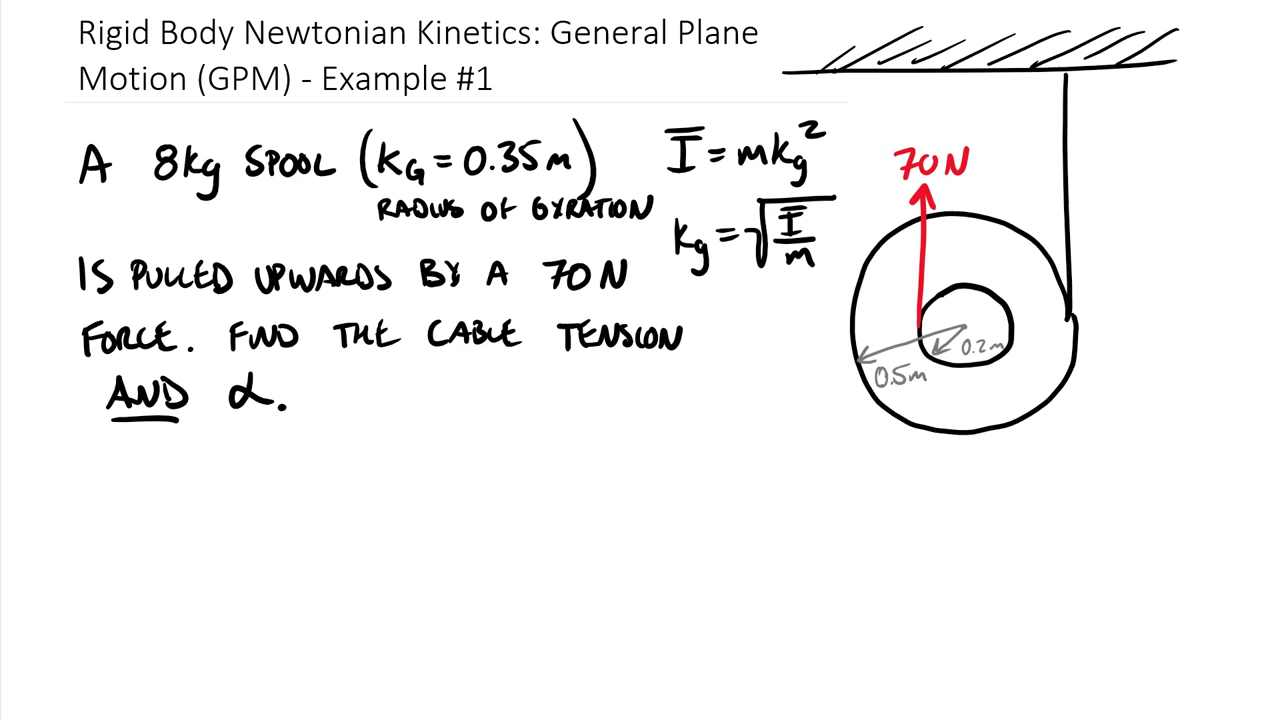 Rigid Body Newtonian Kinetics: General Plane
Motion (GPM) - Example #1
A 8kg SPOOL (KG = 0.35m)
RADIUS OF GYRATION
IS PULLED UPWARDS BY A 70N
FORCE. FIND THE CABLE TENSION
AND α.
I̅ = mkg²
kg = √(I̅/m)
70N
0.2m
0.5m